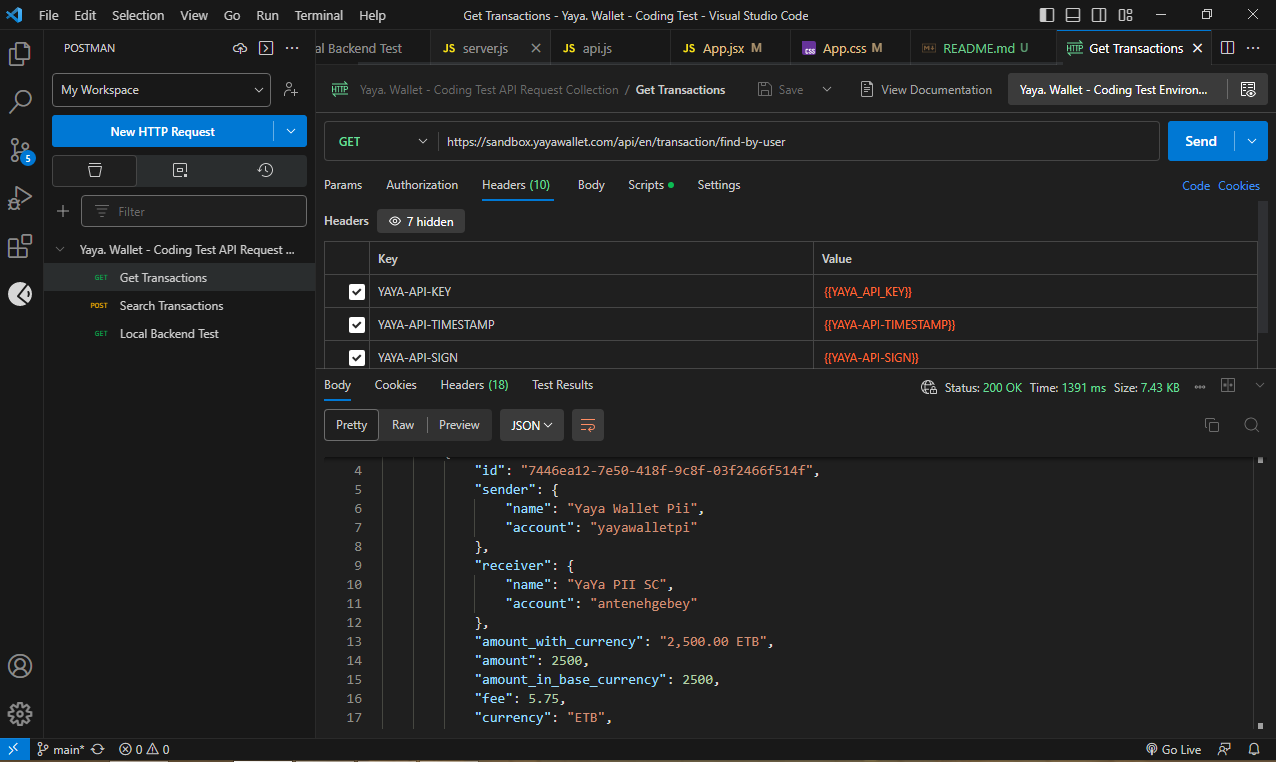 File Edit Selection View Go Run Terminal Help Get Transactions - Yaya. Wallet - Coding Test - Visual Studio Code
POSTMAN
al Backend Test JS server.js JS api.js JS App.jsx M CSS App.css M README.md U HTTP Get Transactions
My Workspace
HTTP Yaya. Wallet - Coding Test API Request Collection / Get Transactions Save View Documentation Yaya. Wallet - Coding Test Environ...
New HTTP Request
GET https://sandbox.yayawallet.com/api/en/transaction/find-by-user Send
Params Authorization Headers (10) Body Scripts Settings Code Cookies
5
Filter
Headers 7 hidden
Yaya. Wallet - Coding Test API Request ...
GET Get Transactions
POST Search Transactions
GET Local Backend Test
Key Value
YAYA-API-KEY {{YAYA_API_KEY}}
YAYA-API-TIMESTAMP {{YAYA-API-TIMESTAMP}}
YAYA-API-SIGN {{YAYA-API-SIGN}}
Body Cookies Headers (18) Test Results Status: 200 OK Time: 1391 ms Size: 7.43 KB
Pretty Raw Preview JSON
4 "id": "7446ea12-7e50-418f-9c8f-03f2466f514f",
5 "sender": {
6 "name": "Yaya Wallet Pii",
7 "account": "yayawalletpi"
8 },
9 "receiver": {
10 "name": "YaYa PII SC",
11 "account": "antenehgebey"
12 },
13 "amount_with_currency": "2,500.00 ETB",
14 "amount": 2500,
15 "amount_in_base_currency": 2500,
16 "fee": 5.75,
17 "currency": "ETB",
main* 0 0 Go Live